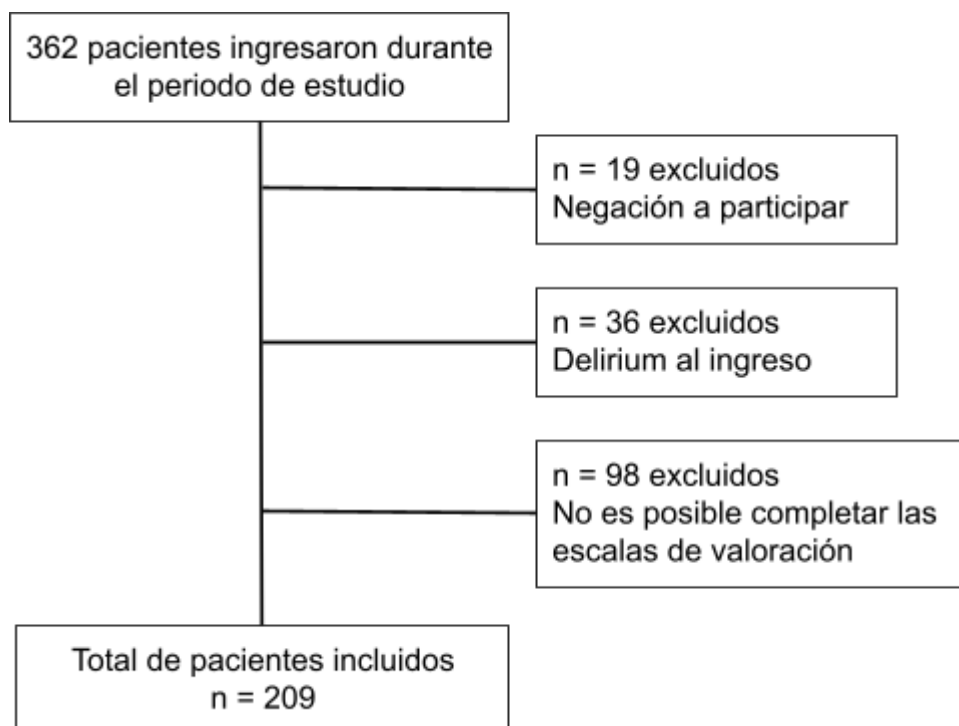 362 pacientes ingresaron durante
el periodo de estudio
n = 19 excluidos
Negación a participar
n = 36 excluidos
Delirium al ingreso
n = 98 excluidos
No es posible completar las
escalas de valoración
Total de pacientes incluidos
n = 209